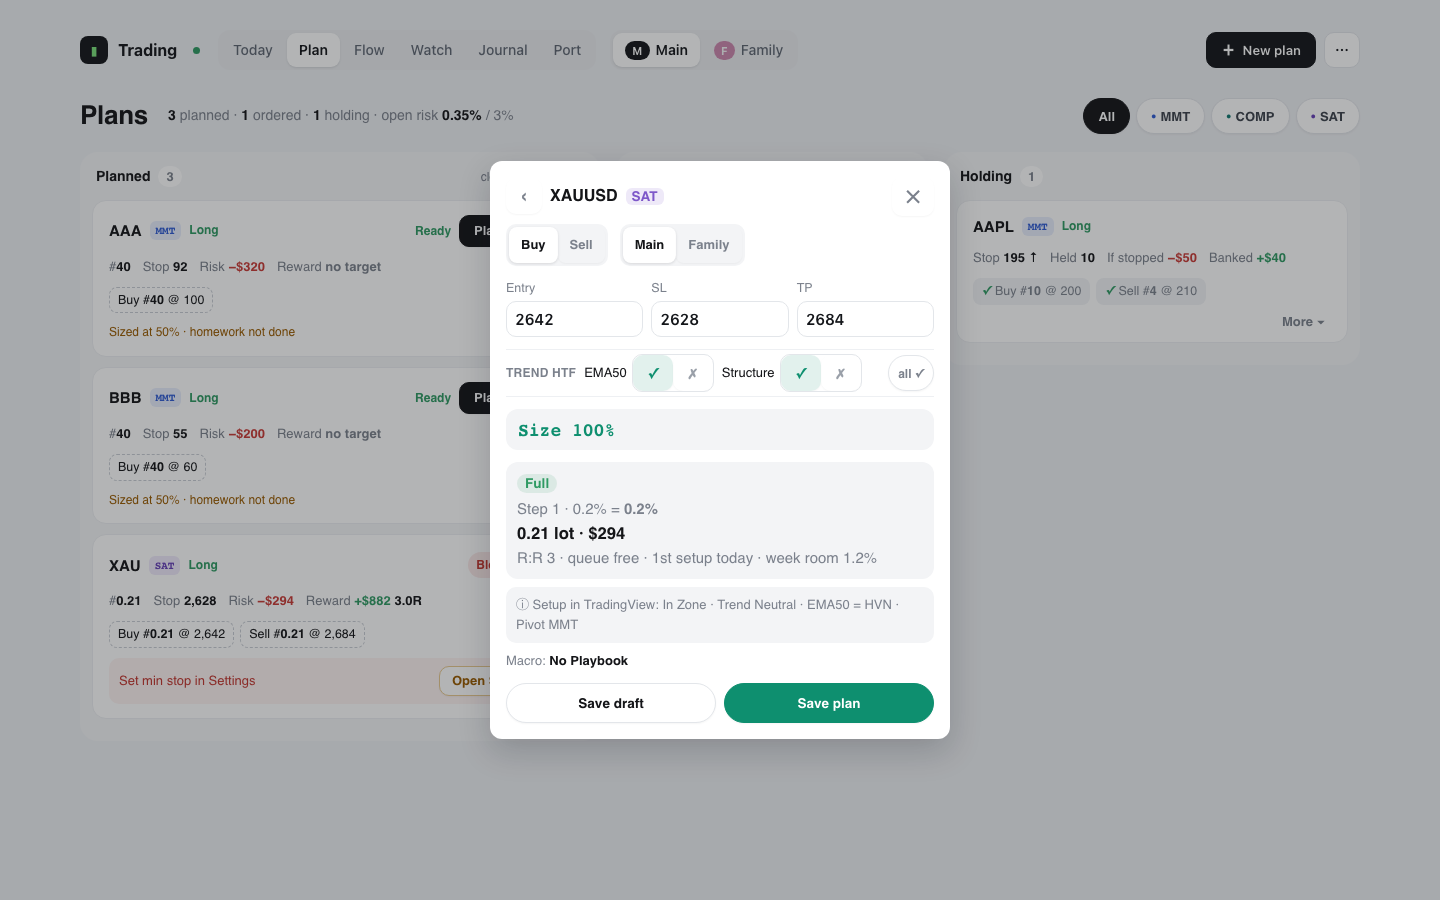 Trading
Today Plan Flow Watch Journal Port
M Main F Family
+ New plan ...
Plans 3 planned · 1 ordered · 1 holding · open risk 0.35% / 3%
All • MMT • COMP • SAT
Planned 3
AAA MMT Long Ready
#40 Stop 92 Risk −$320 Reward no target
Buy #40 @ 100
Sized at 50% · homework not done
BBB MMT Long Ready
#40 Stop 55 Risk −$200 Reward no target
Buy #40 @ 60
Sized at 50% · homework not done
XAU SAT Long
#0.21 Stop 2,628 Risk −$294 Reward +$882 3.0R
Buy #0.21 @ 2,642 Sell #0.21 @ 2,684
Set min stop in Settings Open
‹ XAUUSD SAT ✕
Buy Sell Main Family
Entry SL TP
2642 2628 2684
TREND HTF EMA50 ✓ ✗ Structure ✓ ✗ all ✓
Size 100%
Full
Step 1 · 0.2% = 0.2%
0.21 lot · $294
R:R 3 · queue free · 1st setup today · week room 1.2%
ⓘ Setup in TradingView: In Zone · Trend Neutral · EMA50 = HVN ·
Pivot MMT
Macro: No Playbook
Save draft Save plan
Holding 1
AAPL MMT Long
Stop 195 ↑ Held 10 If stopped −$50 Banked +$40
✓ Buy #10 @ 200 ✓ Sell #4 @ 210
More